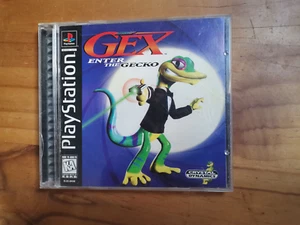 PlayStation
GEX
ENTER
THE GECKO
CRYSTAL
DYNAMICS